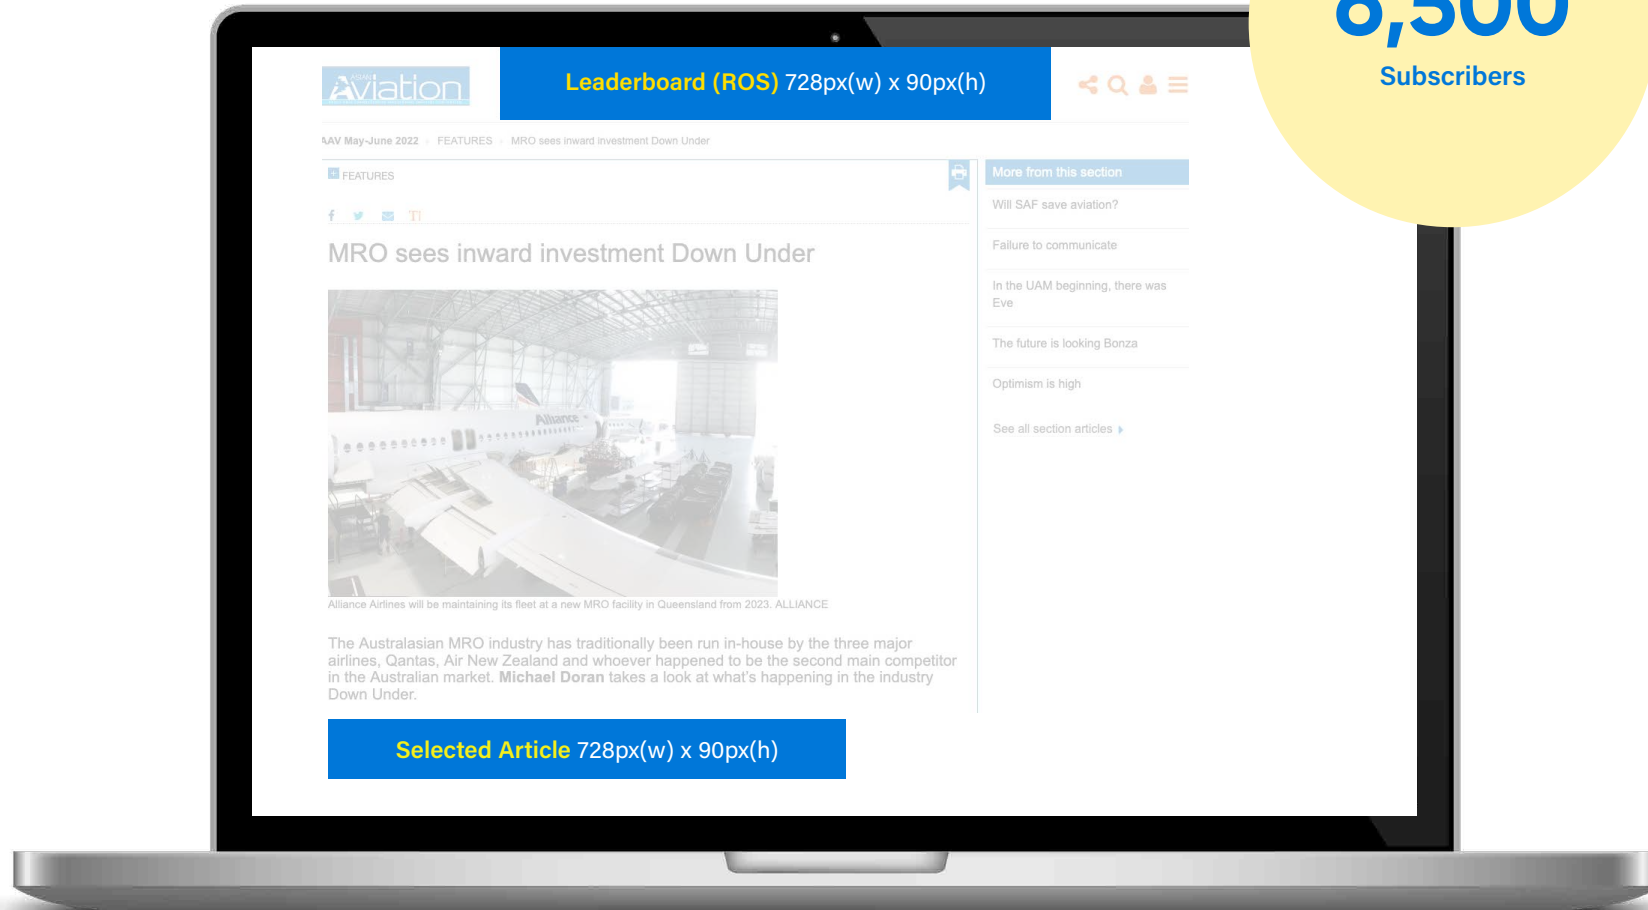 6,500
Subscribers
ASIAN
Aviation
Leaderboard (ROS) 728px(w) x 90px(h)
AAV May-June 2022 FEATURES MRO sees inward investment Down Under
FEATURES
MRO sees inward investment Down Under
Alliance
Alliance Airlines will be maintaining its fleet at a new MRO facility in Queensland from 2023. ALLIANCE
The Australasian MRO industry has traditionally been run in-house by the three major
airlines, Qantas, Air New Zealand and whoever happened to be the second main competitor
in the Australian market. Michael Doran takes a look at what's happening in the industry
Down Under.
Selected Article 728px(w) x 90px(h)
More from this section
Will SAF save aviation?
Failure to communicate
In the UAM beginning, there was
Eve
The future is looking Bonza
Optimism is high
See all section articles